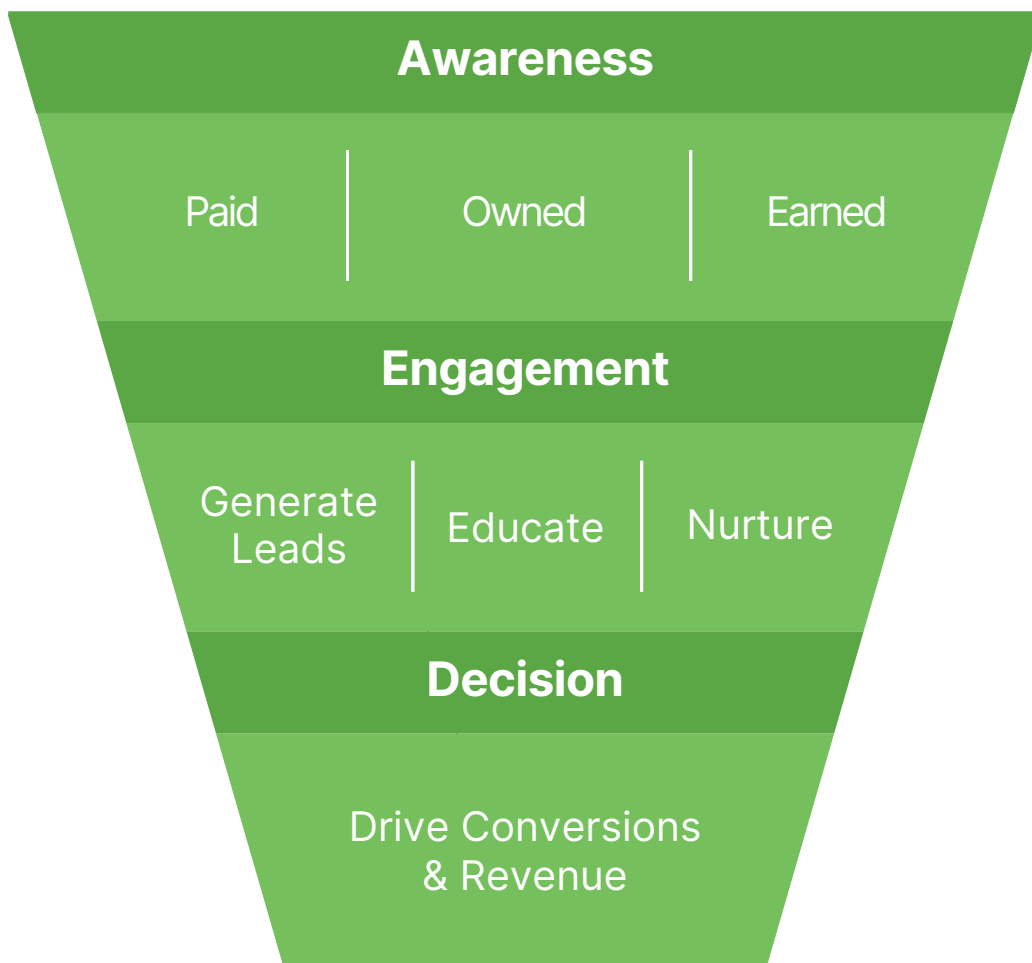 Awareness
Paid
Owned
Earned
Engagement
Generate
Leads
Educate
Nurture
Decision
Drive Conversions
& Revenue